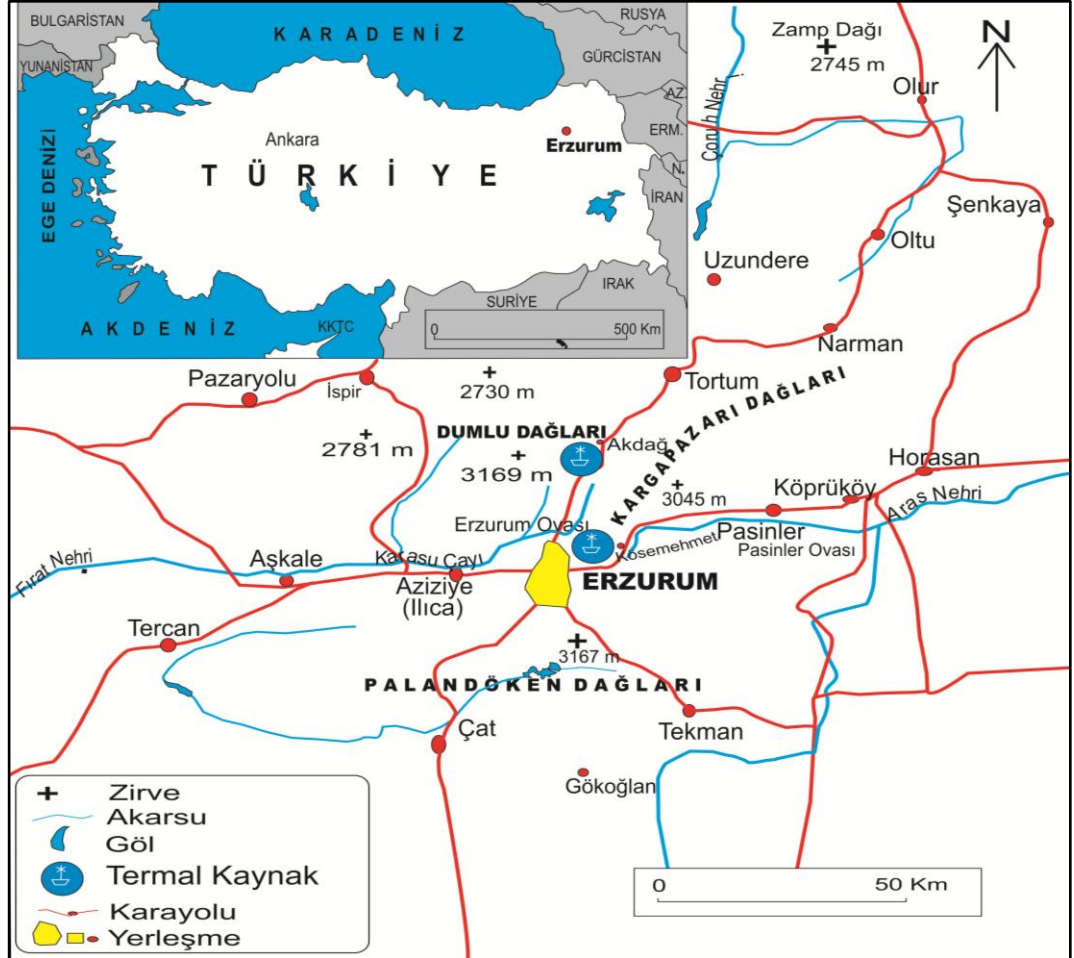 BULGARİSTAN
YUNANİSTAN
KARADENİZ
RUSYA
GÜRCİSTAN
AZ.
ERM.
N.
İRAN
Ankara
Erzurum
TÜRKİYE
EGE DENİZİ
AKDENİZ
KKTC
SURİYE
IRAK
0 500 Km
Zamp Dağı
2745 m
N
Olur
Çoruh Nehr
Şenkaya
Oltu
Uzundere
Narman
Pazaryolu
İspir
2730 m
Tortum
2781 m
DUMLU DAĞLARI
Akdağ
3169 m
KARGAPAZARI DAĞLARI
3045 m
Horasan
Köprüköy
Aras Nehri
Erzurum Ovası
Pasinler
Kösemehmet
Pasinler Ovası
Fırat Nehri
Aşkale
Karasu Çayı
Aziziye
(Ilıca)
ERZURUM
Tercan
3167 m
PALANDÖKEN DAĞLARI
Çat
Tekman
Gökoğlan
Zirve
Akarsu
Göl
Termal Kaynak
Karayolu
Yerleşme
0 50 Km